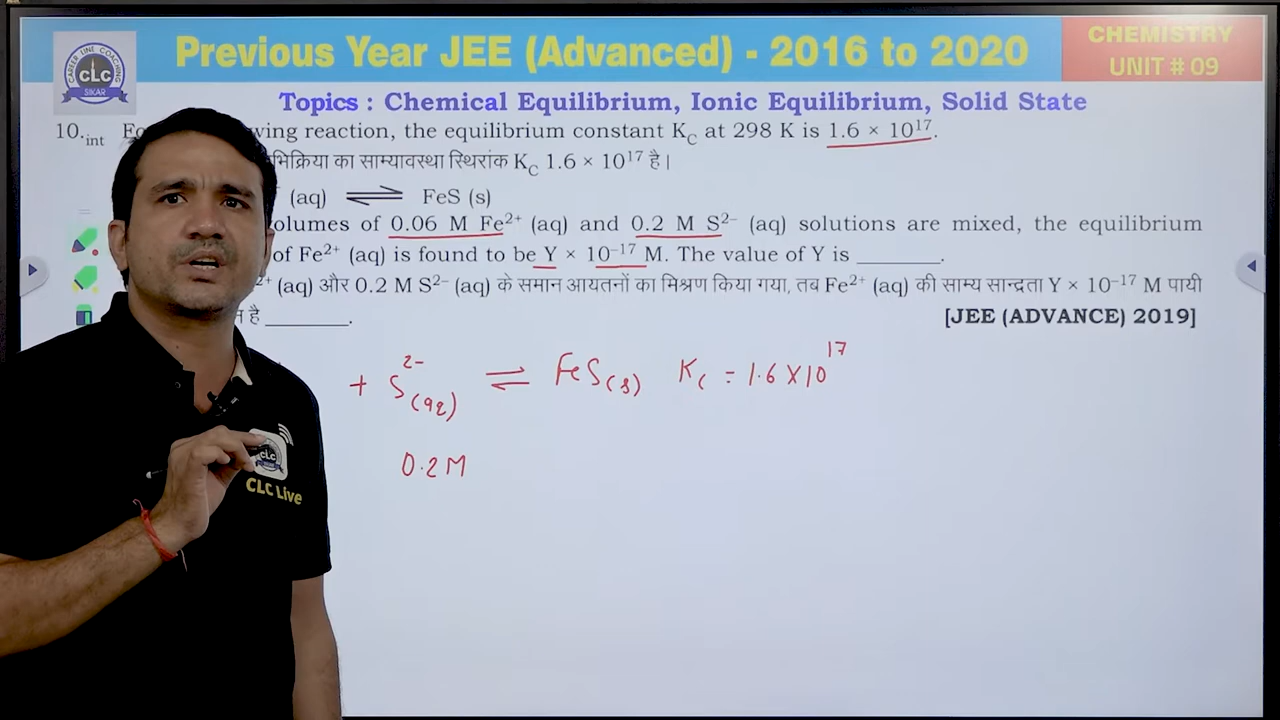 Previous Year JEE (Advanced) - 2016 to 2020
CHEMISTRY
UNIT # 09
CLC
SIKAR
Topics : Chemical Equilibrium, Ionic Equilibrium, Solid State
10.int wing reaction, the equilibrium constant KC at 298 K is 1.6 × 10¹⁷.
का साम्यावस्था स्थिरांक KC 1.6 × 10¹⁷ है।
(aq) ⇌ FeS (s)
olumes of 0.06 M Fe²⁺ (aq) and 0.2 M S²⁻ (aq) solutions are mixed, the equilibrium
of Fe²⁺ (aq) is found to be Y × 10⁻¹⁷ M. The value of Y is ________.
²⁺ (aq) और 0.2 M S²⁻ (aq) के समान आयतनों का मिश्रण किया गया, तब Fe²⁺ (aq) की साम्य सान्द्रता Y × 10⁻¹⁷ M पायी
है ________.
[JEE (ADVANCE) 2019]
+ S²⁻(aq) ⇌ FeS(s) Kc = 1.6 × 10¹⁷
0.2 M
CLC
CLC Live